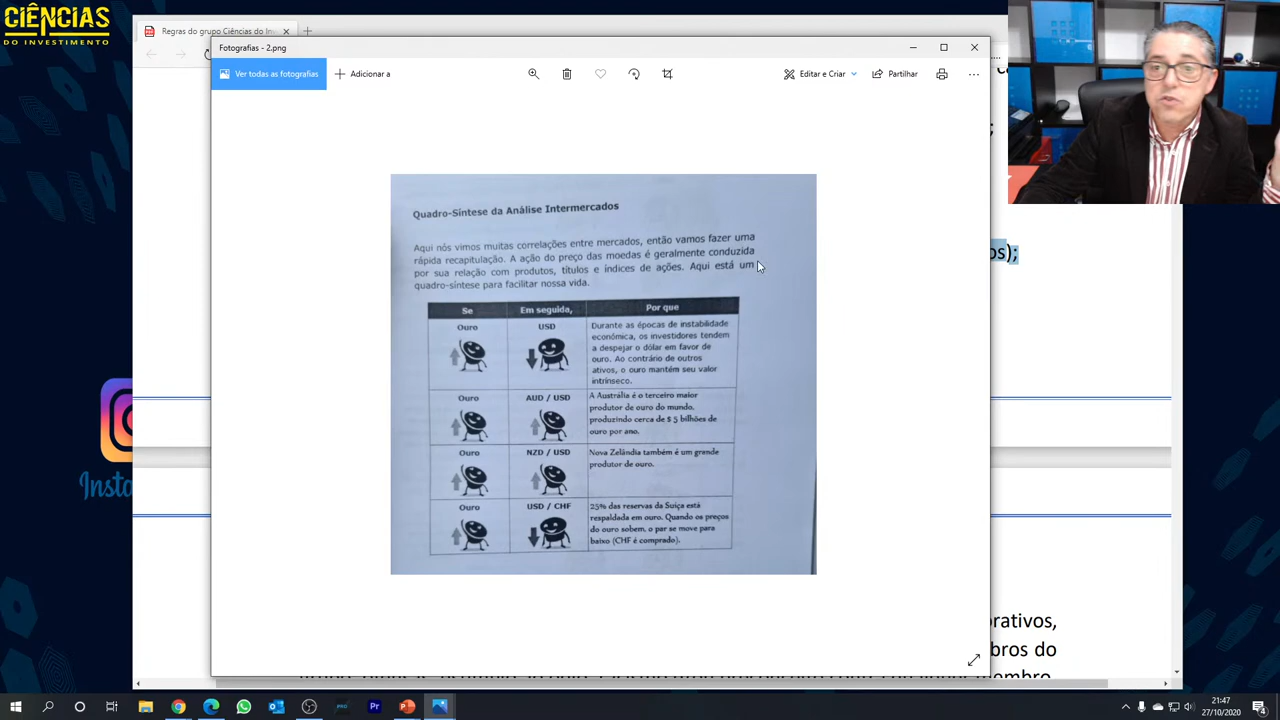 CIÊNCIAS
DO INVESTIMENTO
Regras do grupo Ciências do Inve
Fotografias - 2.png
Ver todas as fotografias
Adicionar a
Editar e Criar
Partilhar
Quadro-Síntese da Análise Intermercados
Aqui nós vimos muitas correlações entre mercados, então vamos fazer uma
rápida recapitulação. A ação do preço das moedas é geralmente conduzida
por sua relação com produtos, títulos e índices de ações. Aqui está um
quadro-síntese para facilitar nossa vida.
Se Em seguida, Por que
Ouro USD Durante as épocas de instabilidade
econômica, os investidores tendem
a despejar o dólar em favor de
ouro. Ao contrário de outros
ativos, o ouro mantém seu valor
intrínseco.
Ouro AUD / USD A Austrália é o terceiro maior
produtor de ouro do mundo,
produzindo cerca de $ 5 bilhões de
ouro por ano.
Ouro NZD / USD Nova Zelândia também é um grande
produtor de ouro.
Ouro USD / CHF 25% das reservas da Suíça está
respaldada em ouro. Quando os preços
do ouro sobem, o par se move para
baixo (CHF é comprado).
os);
Insta
rativos,
bros do
membro
21:47
27/10/2020